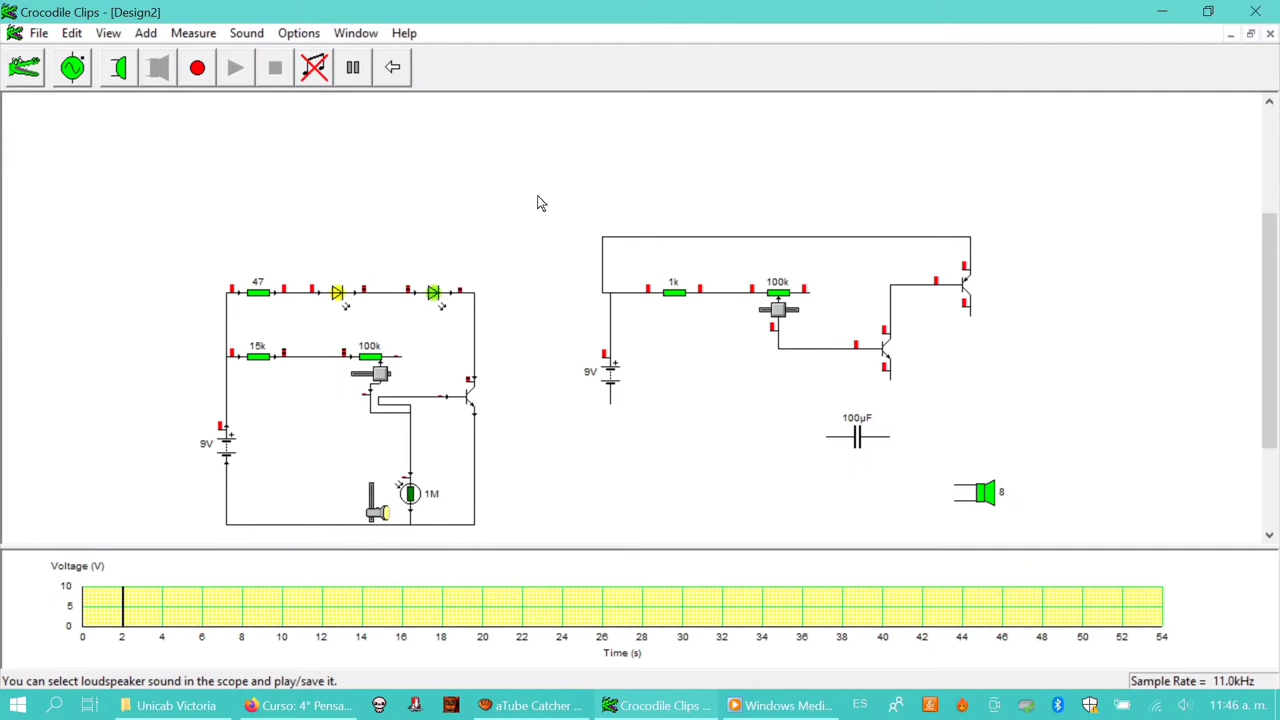 Crocodile Clips - [Design2]
File Edit View Add Measure Sound Options Window Help
47
15k
100k
9V
1M
1k
100k
9V
100µF
8
Voltage (V)
10
5
0
0 2 4 6 8 10 12 14 16 18 20 22 24 26 28 30 32 34 36 38 40 42 44 46 48 50 52 54
Time (s)
You can select loudspeaker sound in the scope and play/save it.
Sample Rate = 11.0kHz
Unicab Victoria
Curso: 4° Pensa...
aTube Catcher ...
Crocodile Clips ...
Windows Medi...
ES
11:46 a. m.